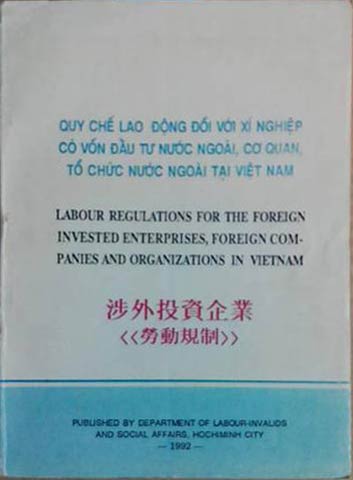 QUY CHẾ LAO ĐỘNG ĐỐI VỚI XÍ NGHIỆP
CÓ VỐN ĐẦU TƯ NƯỚC NGOÀI, CƠ QUAN,
TỔ CHỨC NƯỚC NGOÀI TẠI VIỆT NAM
LABOUR REGULATIONS FOR THE FOREIGN
INVESTED ENTERPRISES, FOREIGN COM-
PANIES AND ORGANIZATIONS IN VIETNAM
涉外投資企業
<<勞動規制>>
PUBLISHED BY DEPARTMENT OF LABOUR-INVALIDS
AND SOCIAL AFFAIRS, HOCHIMINH CITY
— 1992 —